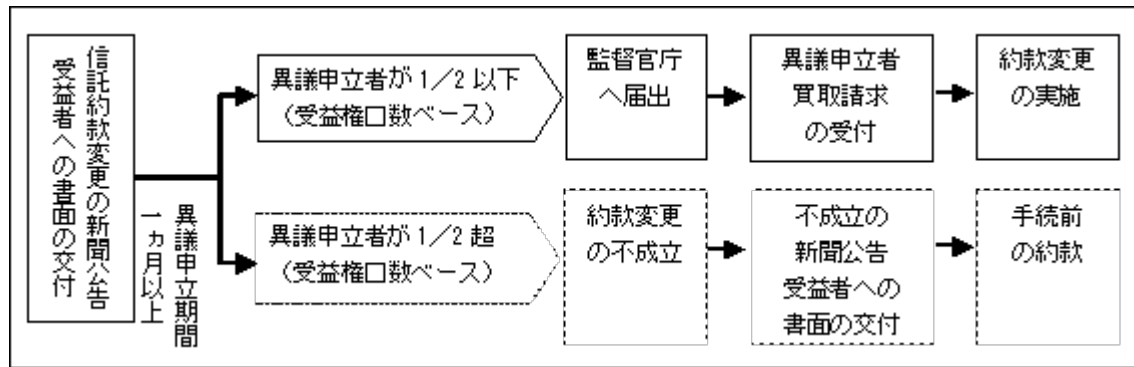 信託約款変更の新聞公告
受益者への書面の交付
異議申立期間
一ヵ月以上
異議申立者が1/2以下
(受益権口数ベース)
監督官庁
へ届出
異議申立者
買取請求
の受付
約款変更
の実施
異議申立者が1/2超
(受益権口数ベース)
約款変更
の不成立
不成立の
新聞公告
受益者への
書面の交付
手続前
の約款